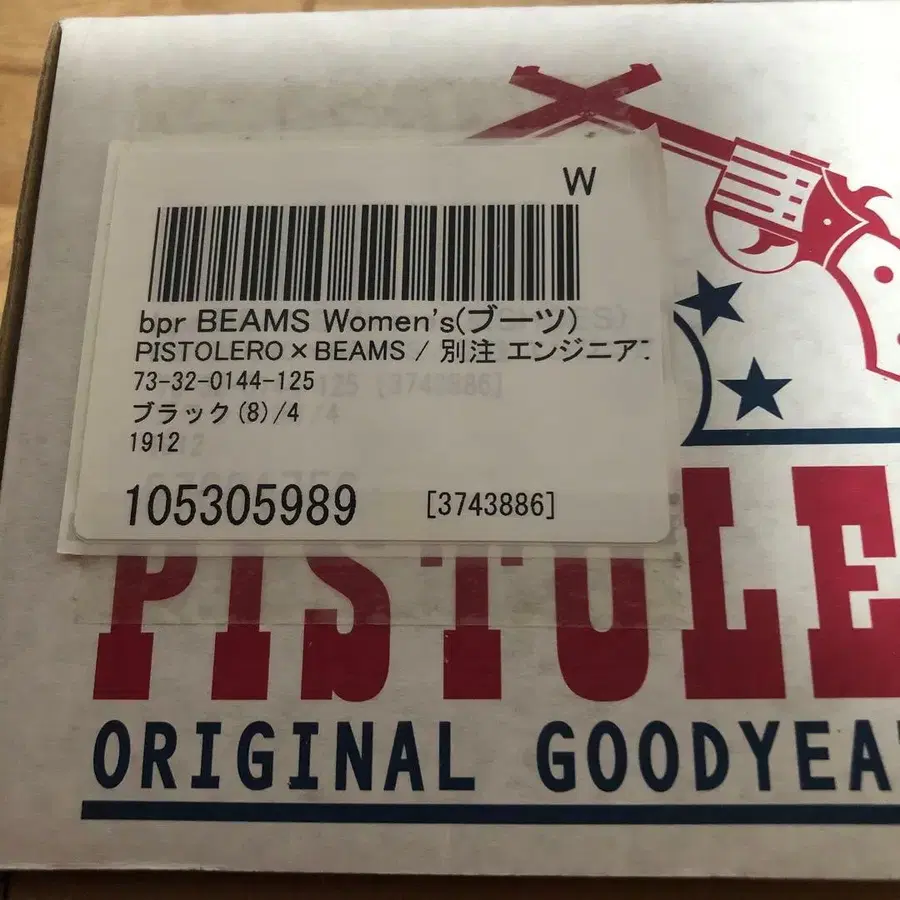 W
bpr BEAMS Women's(ブーツ)
PISTOLERO×BEAMS / 別注 エンジニア
73-32-0144-125
ブラック(8)/4
1912
105305989 [3743886]
PISTOLE
ORIGINAL GOODYEA